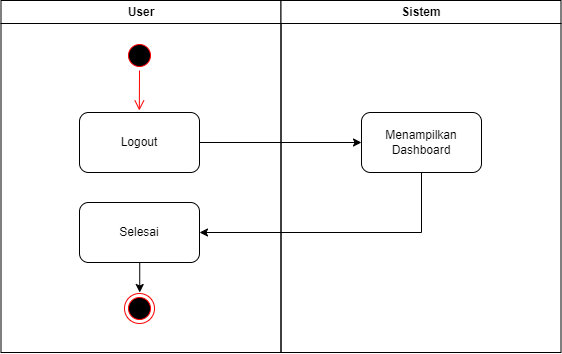 User
Sistem
Logout
Menampilkan
Dashboard
Selesai